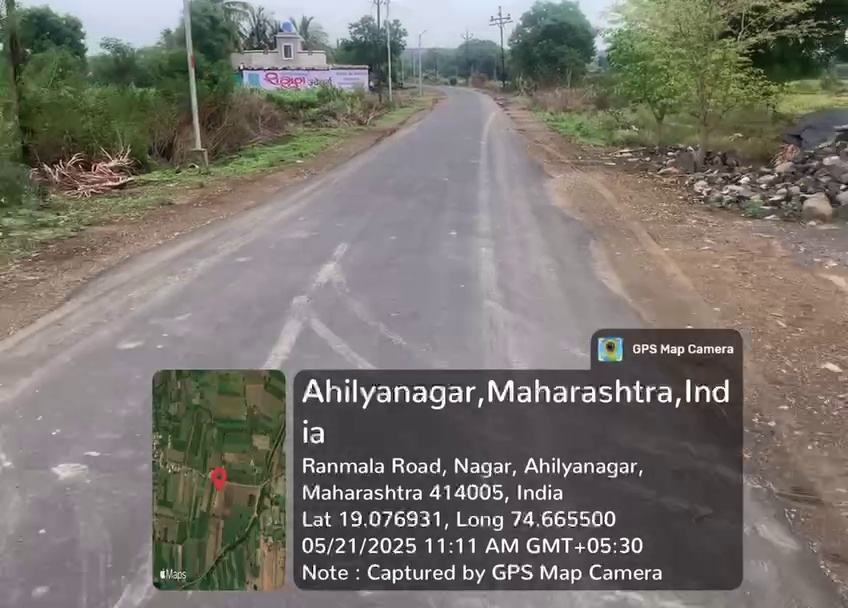 GPS Map Camera
Ahilyanagar,Maharashtra,Ind
ia
Ranmala Road, Nagar, Ahilyanagar,
Maharashtra 414005, India
Lat 19.076931, Long 74.665500
05/21/2025 11:11 AM GMT+05:30
Note : Captured by GPS Map Camera
Maps